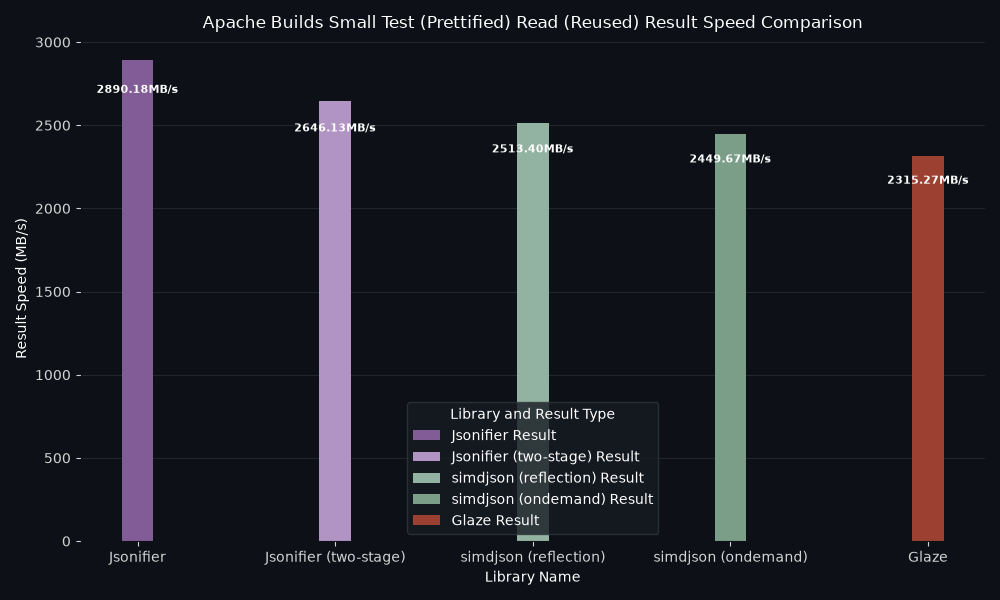 Apache Builds Small Test (Prettified) Read (Reused) Result Speed Comparison
Result Speed (MB/s)
3000
2500
2000
1500
1000
500
0
2890.18MB/s
2646.13MB/s
2513.40MB/s
2449.67MB/s
2315.27MB/s
Library and Result Type
Jsonifier Result
Jsonifier (two-stage) Result
simdjson (reflection) Result
simdjson (ondemand) Result
Glaze Result
Jsonifier
Jsonifier (two-stage)
simdjson (reflection)
simdjson (ondemand)
Glaze
Library Name